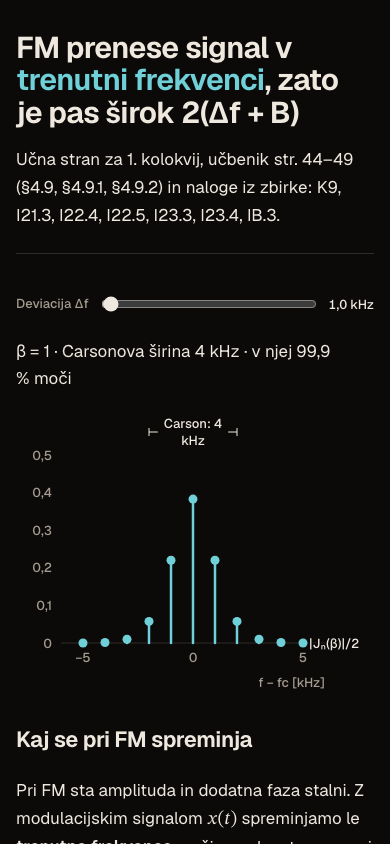 FM prenese signal v
trenutni frekvenci, zato
je pas širok 2(Δf + B)
Učna stran za 1. kolokvij, učbenik str. 44–49
(§4.9, §4.9.1, §4.9.2) in naloge iz zbirke: K9,
I21.3, I22.4, I22.5, I23.3, I23.4, IB.3.
Deviacija Δf 1,0 kHz
β = 1 · Carsonova širina 4 kHz · v njej 99,9
% moči
Carson: 4
kHz
0,5
0,4
0,3
0,2
0,1
0
|Jₙ(β)|/2
−5 0 5
f − fc [kHz]
Kaj se pri FM spreminja
Pri FM sta amplituda in dodatna faza stalni. Z
modulacijskim signalom x(t) spreminjamo le